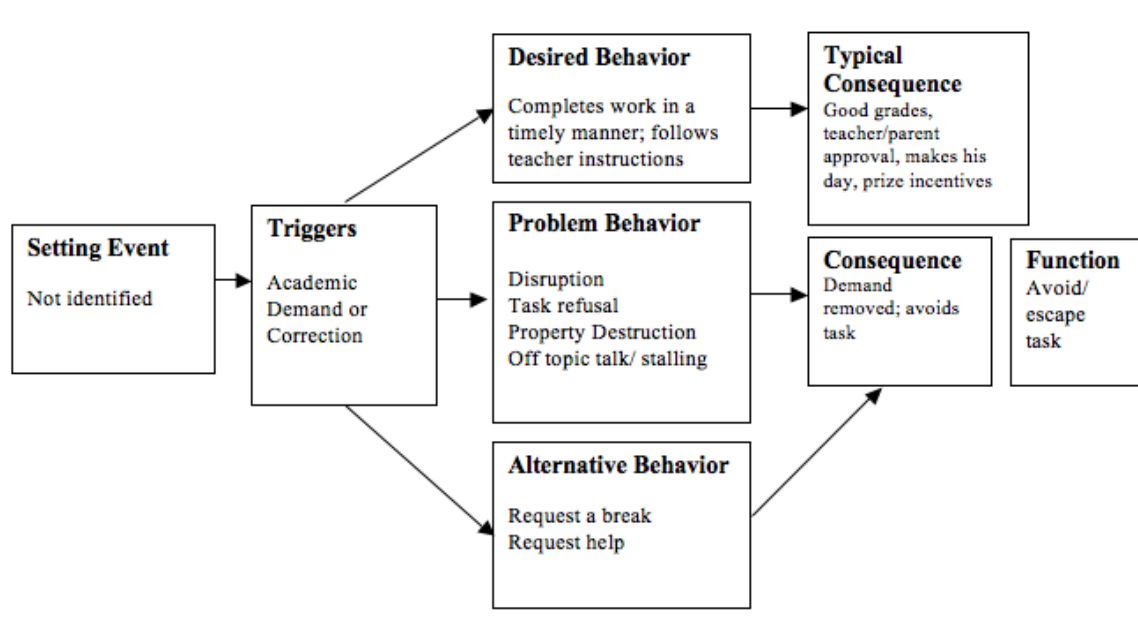 Setting Event
Not identified
Triggers
Academic
Demand or
Correction
Desired Behavior
Completes work in a
timely manner; follows
teacher instructions
Typical
Consequence
Good grades,
teacher/parent
approval, makes his
day, prize incentives
Problem Behavior
Disruption
Task refusal
Property Destruction
Off topic talk/ stalling
Consequence
Demand
removed; avoids
task
Function
Avoid/
escape
task
Alternative Behavior
Request a break
Request help